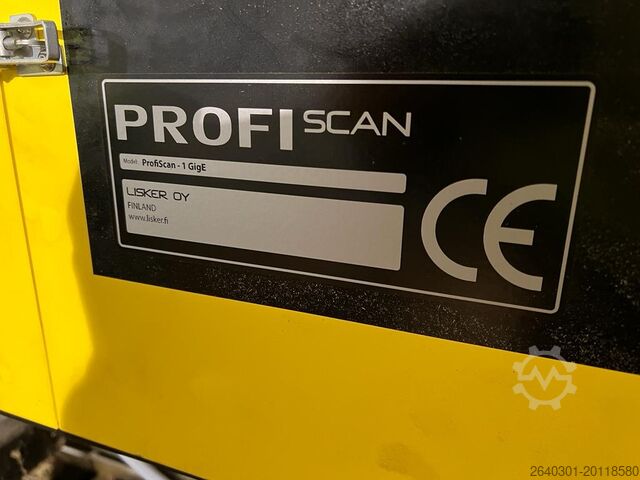 PROFI SCAN
Model: ProfiScan - 1 GigE
LISKER OY
FINLAND
www.lisker.fi
CE
2640301-20118580